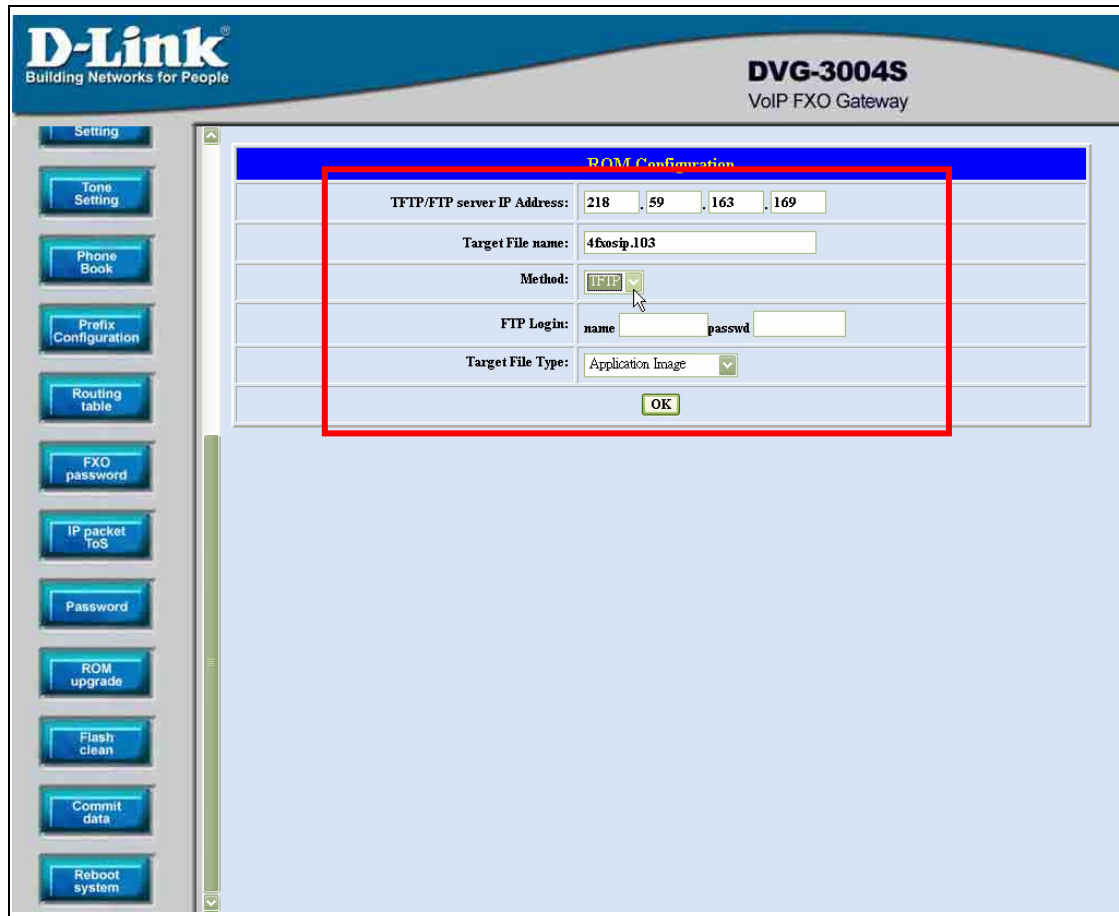 D-Link®
Building Networks for People
DVG-3004S
VoIP FXO Gateway
Setting
Tone
Setting
Phone
Book
Prefix
Configuration
Routing
table
FXO
password
IP packet
ToS
Password
ROM
upgrade
Flash
clean
Commit
data
Reboot
system
ROM Configuration
TFTP/FTP server IP Address: 218 . 59 . 163 . 169
Target File name: 4fxosip.103
Method: TFTP
FTP Login: name passwd
Target File Type: Application Image
OK